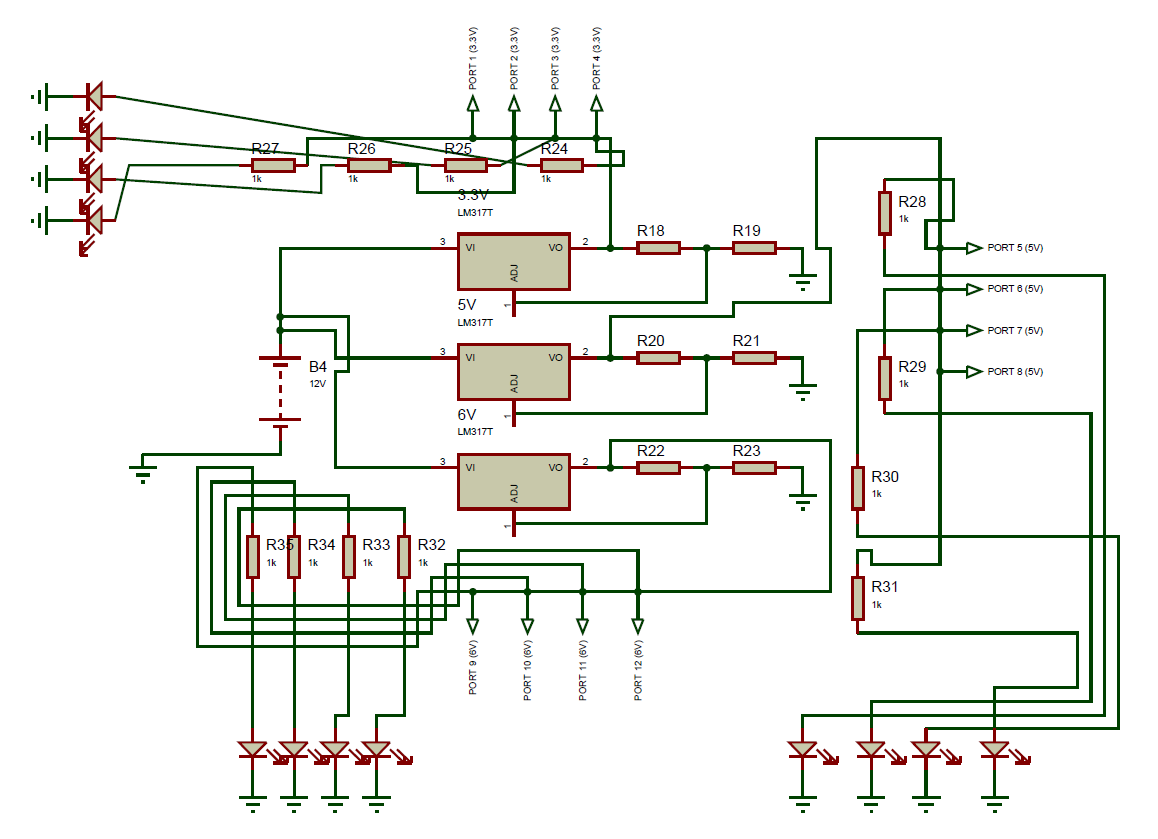 PORT 1 (3.3V)
PORT 2 (3.3V)
PORT 3 (3.3V)
PORT 4 (3.3V)
R27
1k
R26
1k
R25
1k
R24
1k
3.3V
LM317T
3
VI
VO
2
ADJ
1
R18
R19
5V
LM317T
3
VI
VO
2
ADJ
1
R20
R21
6V
LM317T
3
VI
VO
2
ADJ
1
R22
R23
B4
12V
R28
1k
PORT 5 (5V)
PORT 6 (5V)
PORT 7 (5V)
PORT 8 (5V)
R29
1k
R30
1k
R31
1k
R35
1k
R34
1k
R33
1k
R32
1k
PORT 9 (6V)
PORT 10 (6V)
PORT 11 (6V)
PORT 12 (6V)